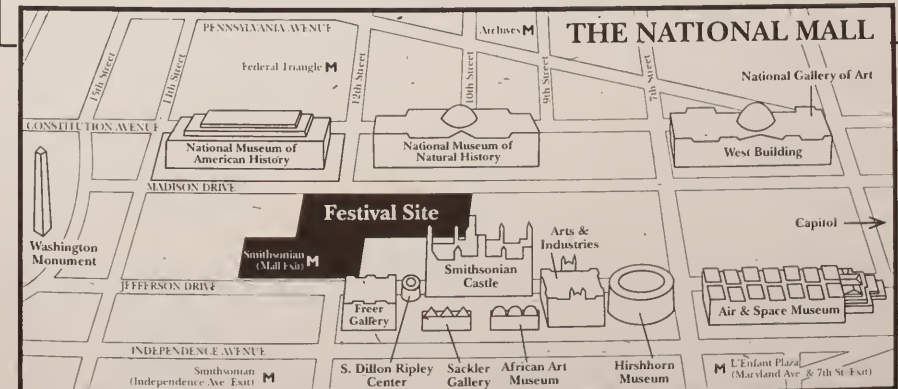 THE NATIONAL MALL
PENNSYLVANIA AVENUE
Archives M
Federal Triangle M
15th Street
14th Street
12th Street
10th Street
9th Street
7th Street
National Gallery of Art
CONSTITUTION AVENUE
National Museum of
American History
National Museum of
Natural History
West Building
MADISON DRIVE
Festival Site
Smithsonian
(Mall Exit) M
Washington
Monument
Arts &
Industries
Capitol
Smithsonian
Castle
JEFFERSON DRIVE
Freer
Gallery
Air & Space Museum
INDEPENDENCE AVENUE
Smithsonian
(Independence Ave Exit) M
S. Dillon Ripley
Center
Sackler
Gallery
African Art
Museum
Hirshhorn
Museum
M L'Enfant Plaza
(Maryland Ave & 7th St Exit)